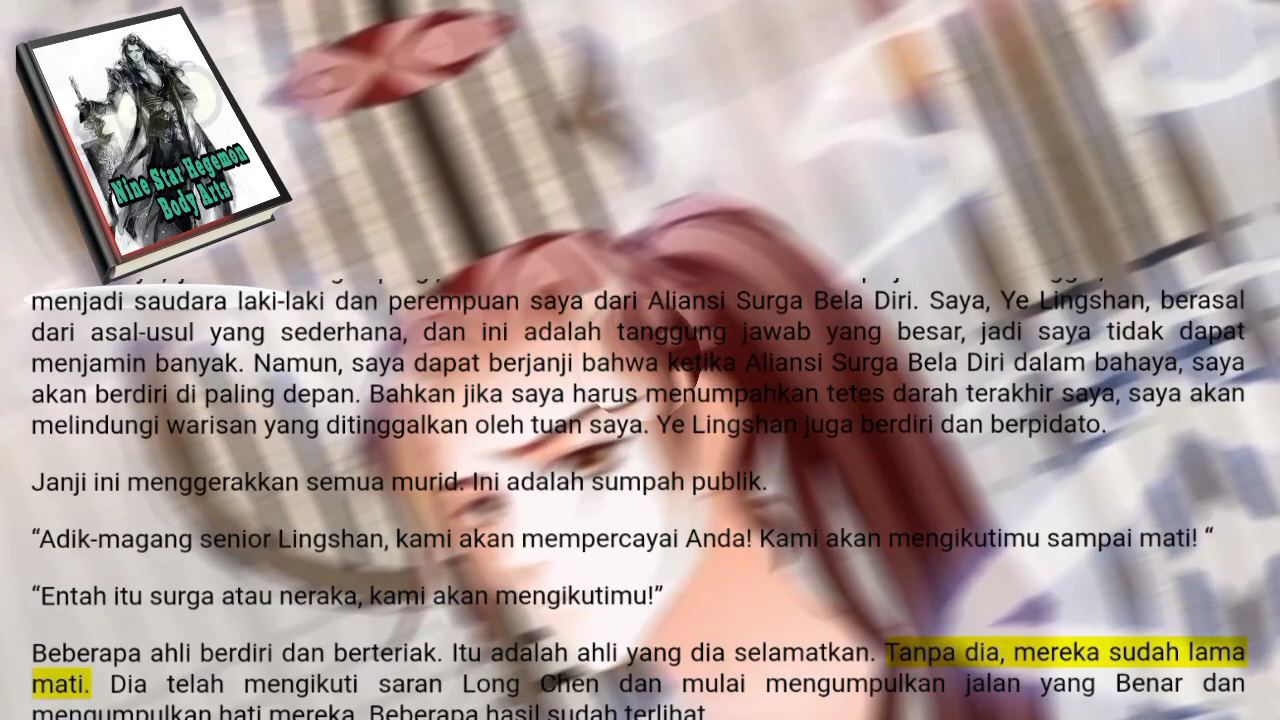 Nine Star Hegemon
Body Arts
menjadi saudara laki-laki dan perempuan saya dari Aliansi Surga Bela Diri. Saya, Ye Lingshan, berasal
dari asal-usul yang sederhana, dan ini adalah tanggung jawab yang besar, jadi saya tidak dapat
menjamin banyak. Namun, saya dapat berjanji bahwa ketika Aliansi Surga Bela Diri dalam bahaya, saya
akan berdiri di paling depan. Bahkan jika saya harus menumpahkan tetes darah terakhir saya, saya akan
melindungi warisan yang ditinggalkan oleh tuan saya. Ye Lingshan juga berdiri dan berpidato.
Janji ini menggerakkan semua murid. Ini adalah sumpah publik.
“Adik-magang senior Lingshan, kami akan mempercayai Anda! Kami akan mengikutimu sampai mati! “
“Entah itu surga atau neraka, kami akan mengikutimu!”
Beberapa ahli berdiri dan berteriak. Itu adalah ahli yang dia selamatkan. Tanpa dia, mereka sudah lama
mati. Dia telah mengikuti saran Long Chen dan mulai mengumpulkan jalan yang Benar dan
mengumpulkan hati mereka. Beberapa hasil sudah terlihat.